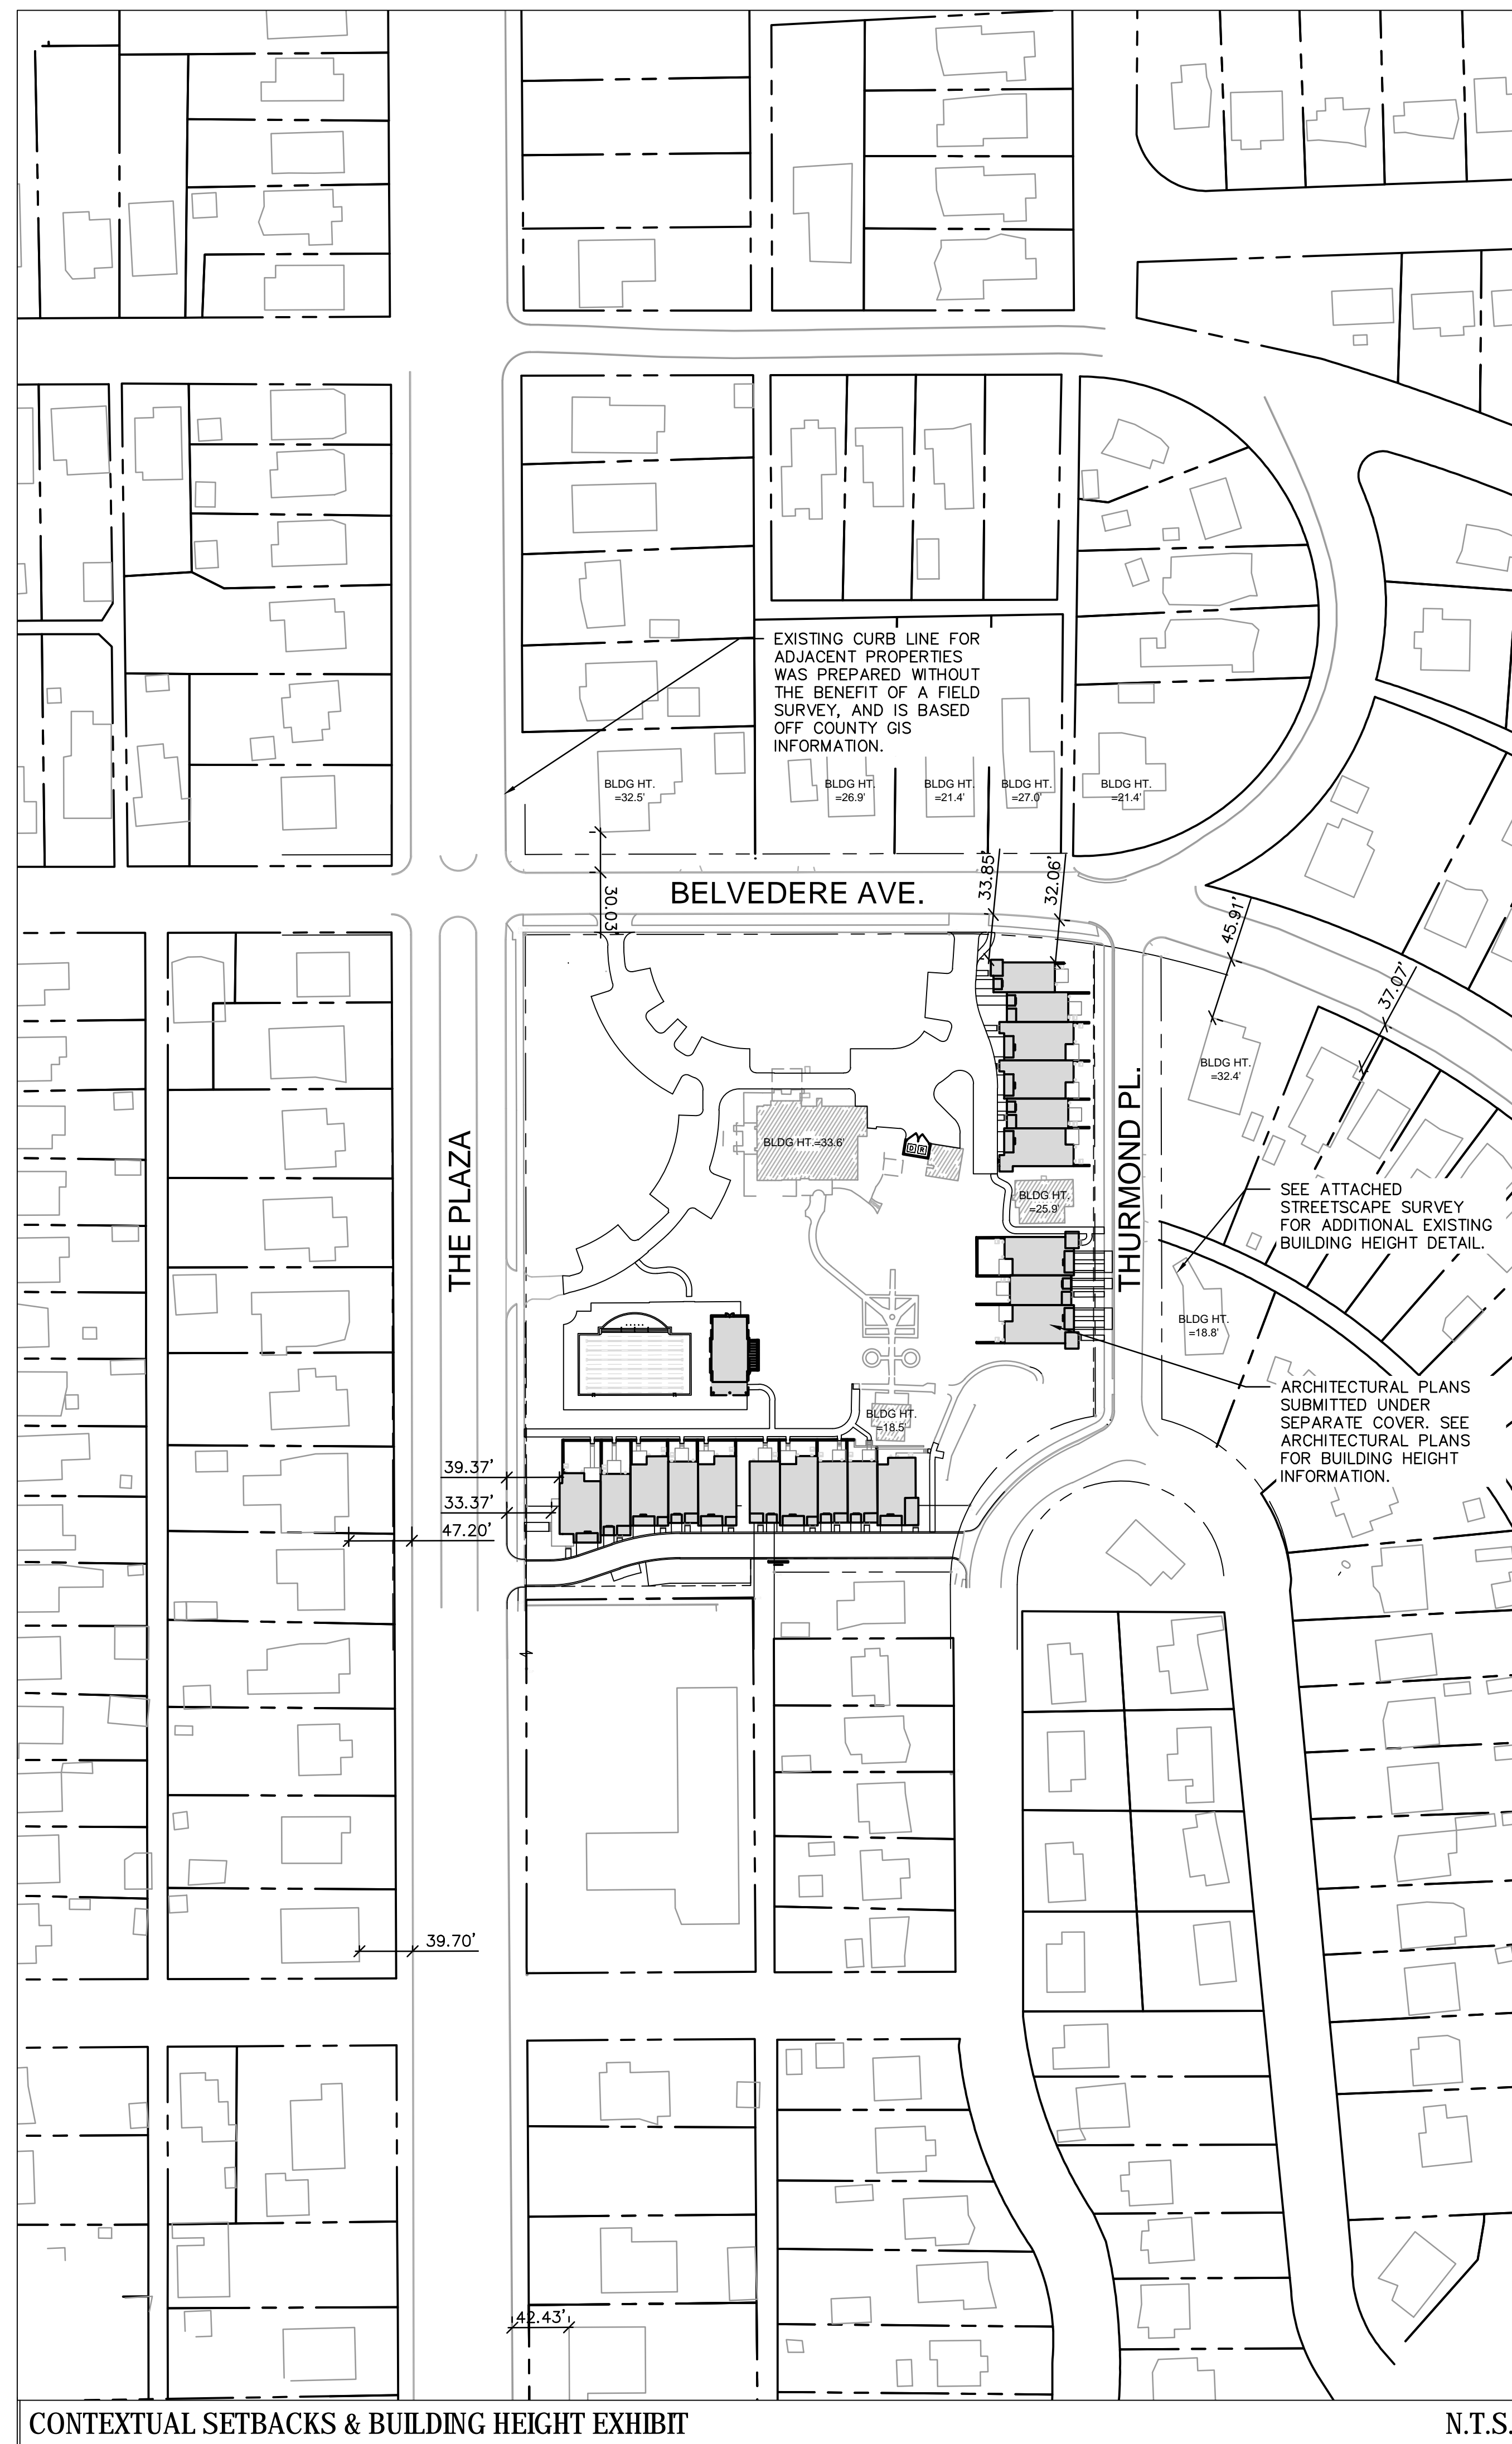 EXISTING CURB LINE FOR
ADJACENT PROPERTIES
WAS PREPARED WITHOUT
THE BENEFIT OF A FIELD
SURVEY, AND IS BASED
OFF COUNTY GIS
INFORMATION.
BLDG HT.
=32.5'
BLDG HT.
=26.9'
BLDG HT.
=21.4'
BLDG HT.
=27.0'
BLDG HT.
=21.4'
30.03'
BELVEDERE AVE.
33.85'
32.06'
45.91'
37.07'
BLDG HT.
=32.4'
BLDG HT.=33.6'
D R
THE PLAZA
THURMOND PL.
BLDG HT.
=25.9'
SEE ATTACHED
STREETSCAPE SURVEY
FOR ADDITIONAL EXISTING
BUILDING HEIGHT DETAIL.
BLDG HT.
=18.8'
ARCHITECTURAL PLANS
SUBMITTED UNDER
SEPARATE COVER. SEE
ARCHITECTURAL PLANS
FOR BUILDING HEIGHT
INFORMATION.
BLDG HT.
=18.5'
39.37'
33.37'
47.20'
39.70'
42.43'
CONTEXTUAL SETBACKS & BUILDING HEIGHT EXHIBIT
N.T.S.